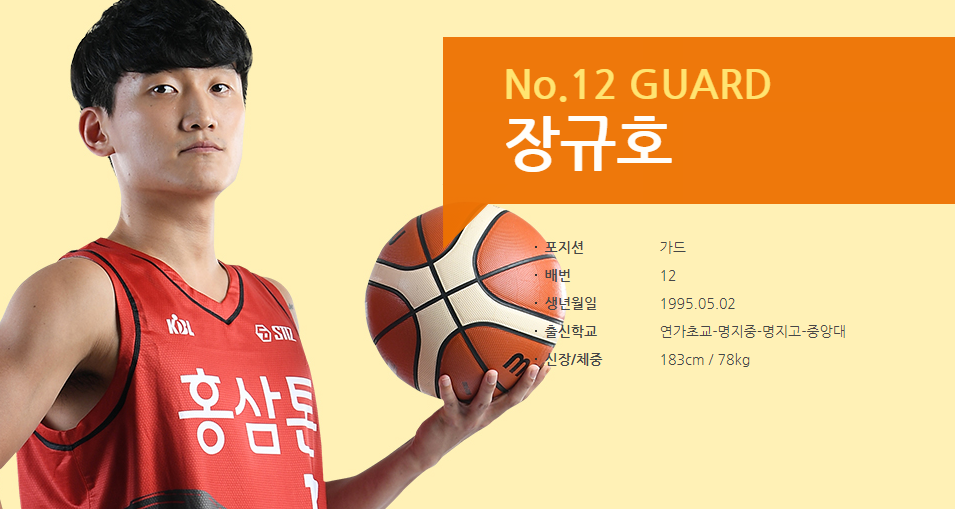 No.12 GUARD
장규호
· 포지션 가드
· 배번 12
· 생년월일 1995.05.02
· 출신학교 연가초교-명지중-명지고-중앙대
· 신장/체중 183cm / 78kg
KBL
STIZ
홍삼톤
3